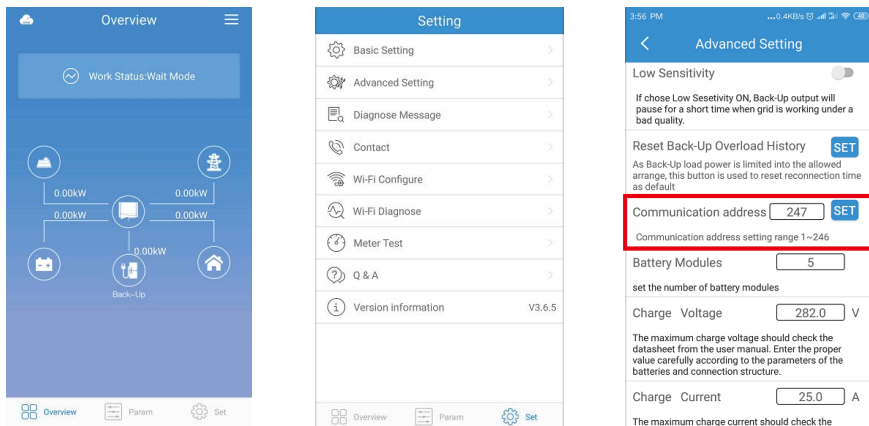 Overview
Work Status:Wait Mode
0.00kW
0.00kW
0.00kW
0.00kW
0.00kW
Back-Up
Overview
Param
Set
Setting
Basic Setting
Advanced Setting
Diagnose Message
Contact
Wi-Fi Configure
Wi-Fi Diagnose
Meter Test
Q & A
Version information V3.6.5
Overview
Param
Set
3:56 PM ...0.4KB/s
Advanced Setting
Low Sensitivity
If chose Low Sesetivity ON, Back-Up output will
pause for a short time when grid is working under a
bad quality.
Reset Back-Up Overload History SET
As Back-Up load power is limited into the allowed
arrange, this button is used to reset reconnection time
as default
Communication address 247 SET
Communication address setting range 1~246
Battery Modules 5
set the number of battery modules
Charge Voltage 282.0 V
The maximum charge voltage should check the
datasheet from the user manual. Enter the proper
value carefully according to the parameters of the
batteries and connection structure.
Charge Current 25.0 A
The maximum charge current should check the